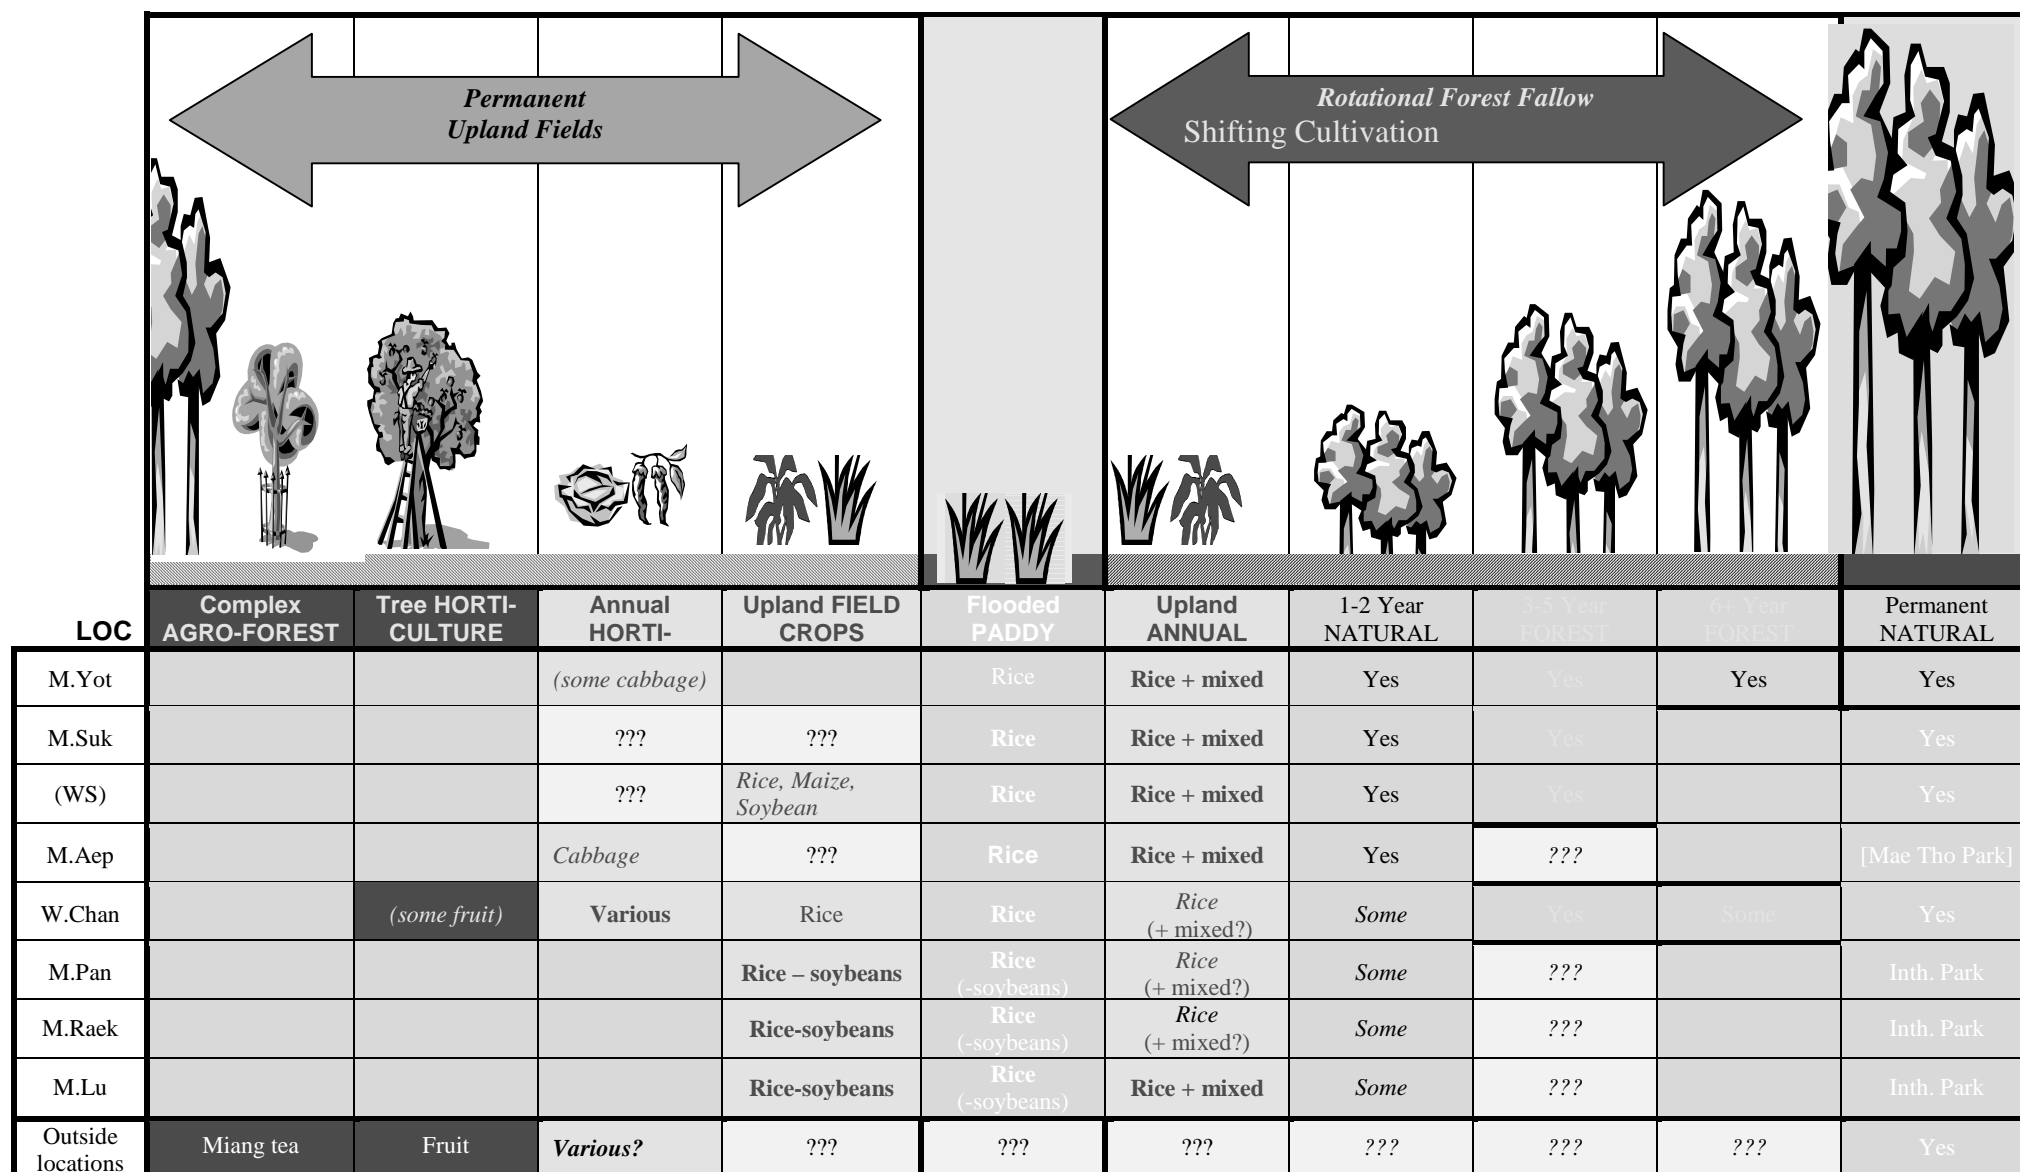 Permanent
Upland Fields
Rotational Forest Fallow
Shifting Cultivation
LOC
Complex
AGRO-FOREST
Tree HORTI-
CULTURE
Annual
HORTI-
Upland FIELD
CROPS
Flooded
PADDY
Upland
ANNUAL
1-2 Year
NATURAL
3-5 Year
FOREST
6+ Year
FOREST
Permanent
NATURAL
M.Yot
(some cabbage)
Rice
Rice + mixed
Yes
Yes
Yes
Yes
M.Suk
???
???
Rice
Rice + mixed
Yes
Yes
Yes
(WS)
???
Rice, Maize,
Soybean
Rice
Rice + mixed
Yes
Yes
Yes
M.Aep
Cabbage
???
Rice
Rice + mixed
Yes
???
[Mae Tho Park]
W.Chan
(some fruit)
Various
Rice
Rice
Rice
(+ mixed?)
Some
Yes
Some
Yes
M.Pan
Rice – soybeans
Rice
(-soybeans)
Rice
(+ mixed?)
Some
???
Inth. Park
M.Raek
Rice-soybeans
Rice
(-soybeans)
Rice
(+ mixed?)
Some
???
Inth. Park
M.Lu
Rice-soybeans
Rice
(-soybeans)
Rice + mixed
Some
???
Inth. Park
Outside
locations
Miang tea
Fruit
Various?
???
???
???
???
???
???
Yes